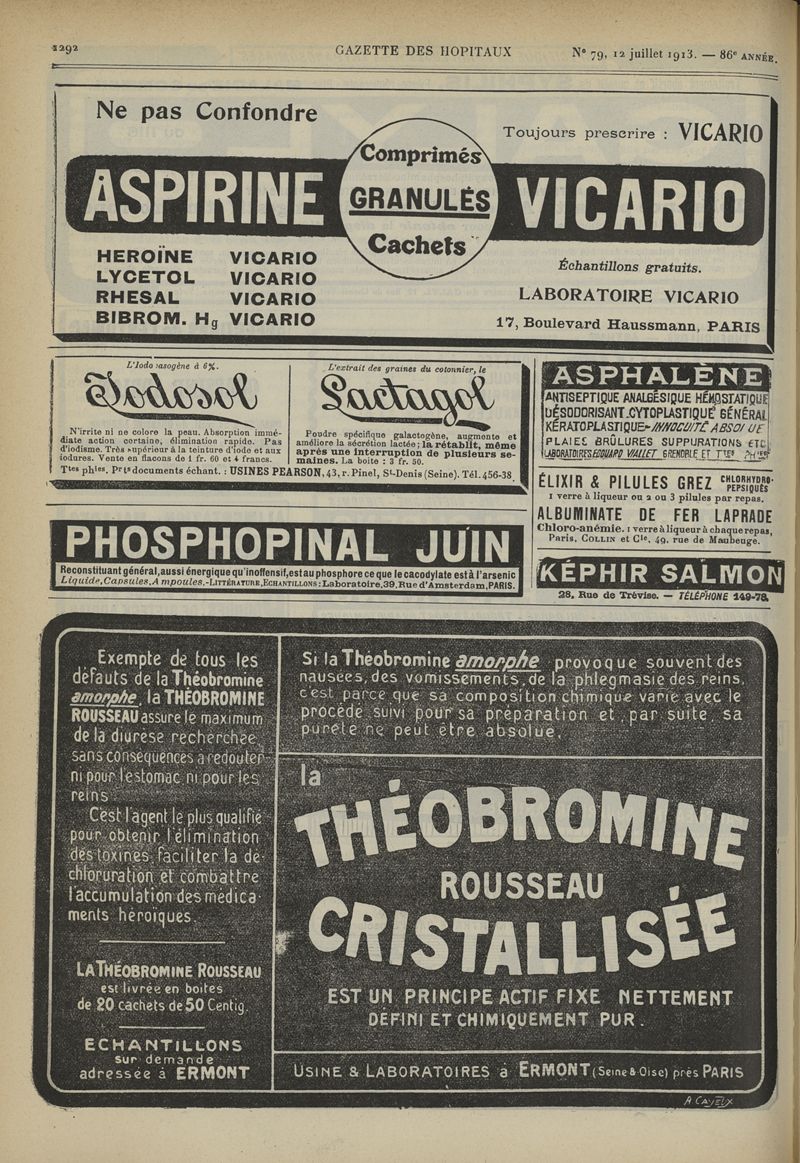 1292
GAZETTE DES HOPITAUX
N° 79, 12 juillet 1913. — 86e ANNÉE.
Ne pas Confondre
Toujours prescrire : VICARIO
ASPIRINE
Comprimés
GRANULÉS
Cachets
VICARIO
HEROÏNE VICARIO
LYCETOL VICARIO
RHESAL VICARIO
BIBROM. Hg VICARIO
Échantillons gratuits.
LABORATOIRE VICARIO
17, Boulevard Haussmann, PARIS
L'Iodo vasogène à 6%.
Iodosol
N'irrite ni ne colore la peau. Absorption immé-
diate action certaine, élimination rapide. Pas
d'iodisme. Très supérieur à la teinture d'iode et aux
iodures. Vente en flacons de 1 fr. 60 et 4 francs.
L'extrait des graines du cotonnier, le
Lactagol
Poudre spécifique galactogène, augmente et
améliore la sécrétion lactée; la rétablit, même
après une interruption de plusieurs se-
maines. La boîte : 3 fr. 50.
Ttes phies. Prts documents échant. : USINES PEARSON, 43, r. Pinel, St-Denis (Seine). Tél. 456-38
ASPHALÈNE
ANTISEPTIQUE ANALGÉSIQUE HÉMOSTATIQUE
DÉSODORISANT.CYTOPLASTIQUE GÉNÉRAL
KÉRATOPLASTIQUE-INNOCUITÉ ABSOLUE
PLAIES BRÛLURES SUPPURATIONS ETC
LABORATOIRES EDOUARD VIALLET GRENOBLE ET TTES PHIES
ÉLIXIR & PILULES GREZ CHLORHYDRO-
PEPSIQUES
1 verre à liqueur ou 2 ou 3 pilules par repas.
ALBUMINATE DE FER LAPRADE
Chloro-anémie. 1 verre à liqueur à chaque repas,
Paris, COLLIN et Cie, 49, rue de Maubeuge.
PHOSPHOPINAL JUIN
Reconstituant général, aussi énergique qu'inoffensif, est au phosphore ce que le cacodylate est à l'arsenic
Liquide, Capsules, Ampoules.-LITTÉRATURE, ECHANTILLONS: Laboratoire, 39, Rue d'Amsterdam, PARIS.
KÉPHIR SALMON
28, Rue de Trévise. — TÉLÉPHONE 149-78.
Exempte de tous les
défauts de la Théobromine
amorphe, la THÉOBROMINE
ROUSSEAU assure le maximum
de la diurèse recherchée
sans conséquences à redouter
ni pour l'estomac ni pour les
reins
C'est l'agent le plus qualifié
pour obtenir l'élimination
des toxines, faciliter la dé-
chloruration et combattre
l'accumulation des médica-
ments héroïques.
LA THÉOBROMINE ROUSSEAU
est livrée en boîtes
de 20 cachets de 50 Centig.
ECHANTILLONS
sur demande
adressée à ERMONT
Si la Théobromine amorphe provoque souvent des
nausées, des vomissements, de la phlegmasie des reins,
c'est parce que sa composition chimique varie avec le
procédé suivi pour sa préparation et, par suite, sa
pureté ne peut être absolue.
la
THÉOBROMINE
ROUSSEAU
CRISTALLISÉE
EST UN PRINCIPE ACTIF FIXE NETTEMENT
DÉFINI ET CHIMIQUEMENT PUR.
USINE & LABORATOIRES à ERMONT (Seine & Oise) près PARIS
A CAYEUX